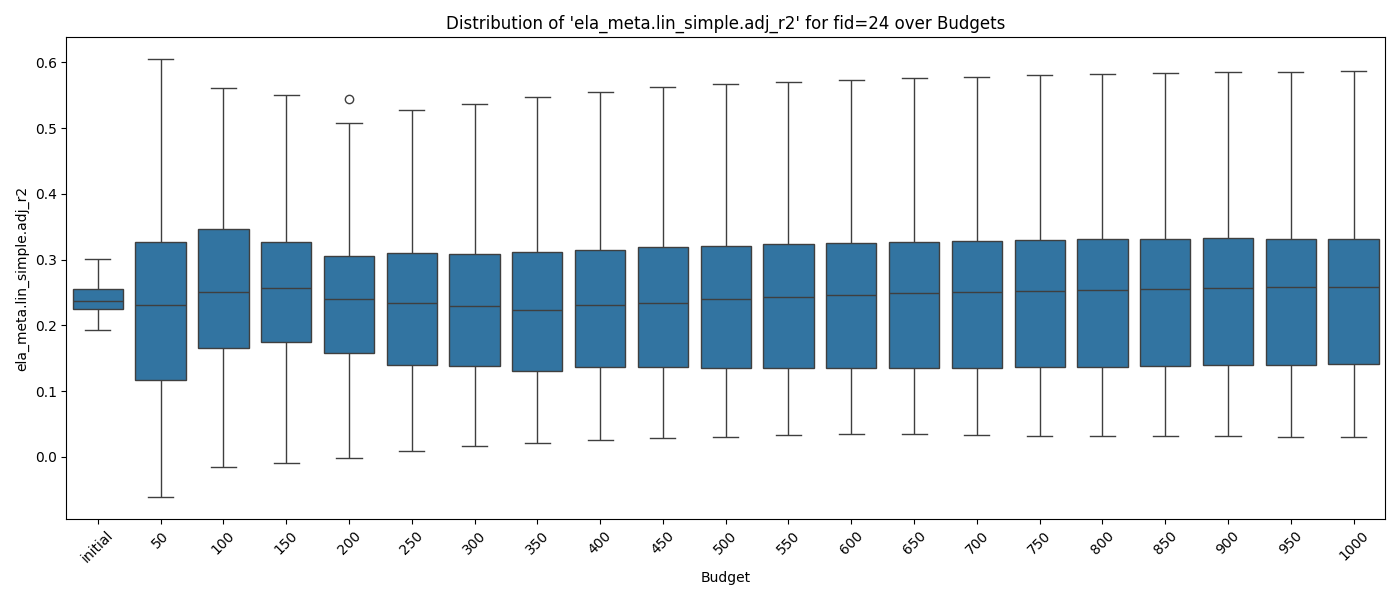 Distribution of 'ela_meta.lin_simple.adj_r2' for fid=24 over Budgets
ela_meta.lin_simple.adj_r2
0.6
0.5
0.4
0.3
0.2
0.1
0.0
initial 50 100 150 200 250 300 350 400 450 500 550 600 650 700 750 800 850 900 950 1000
Budget